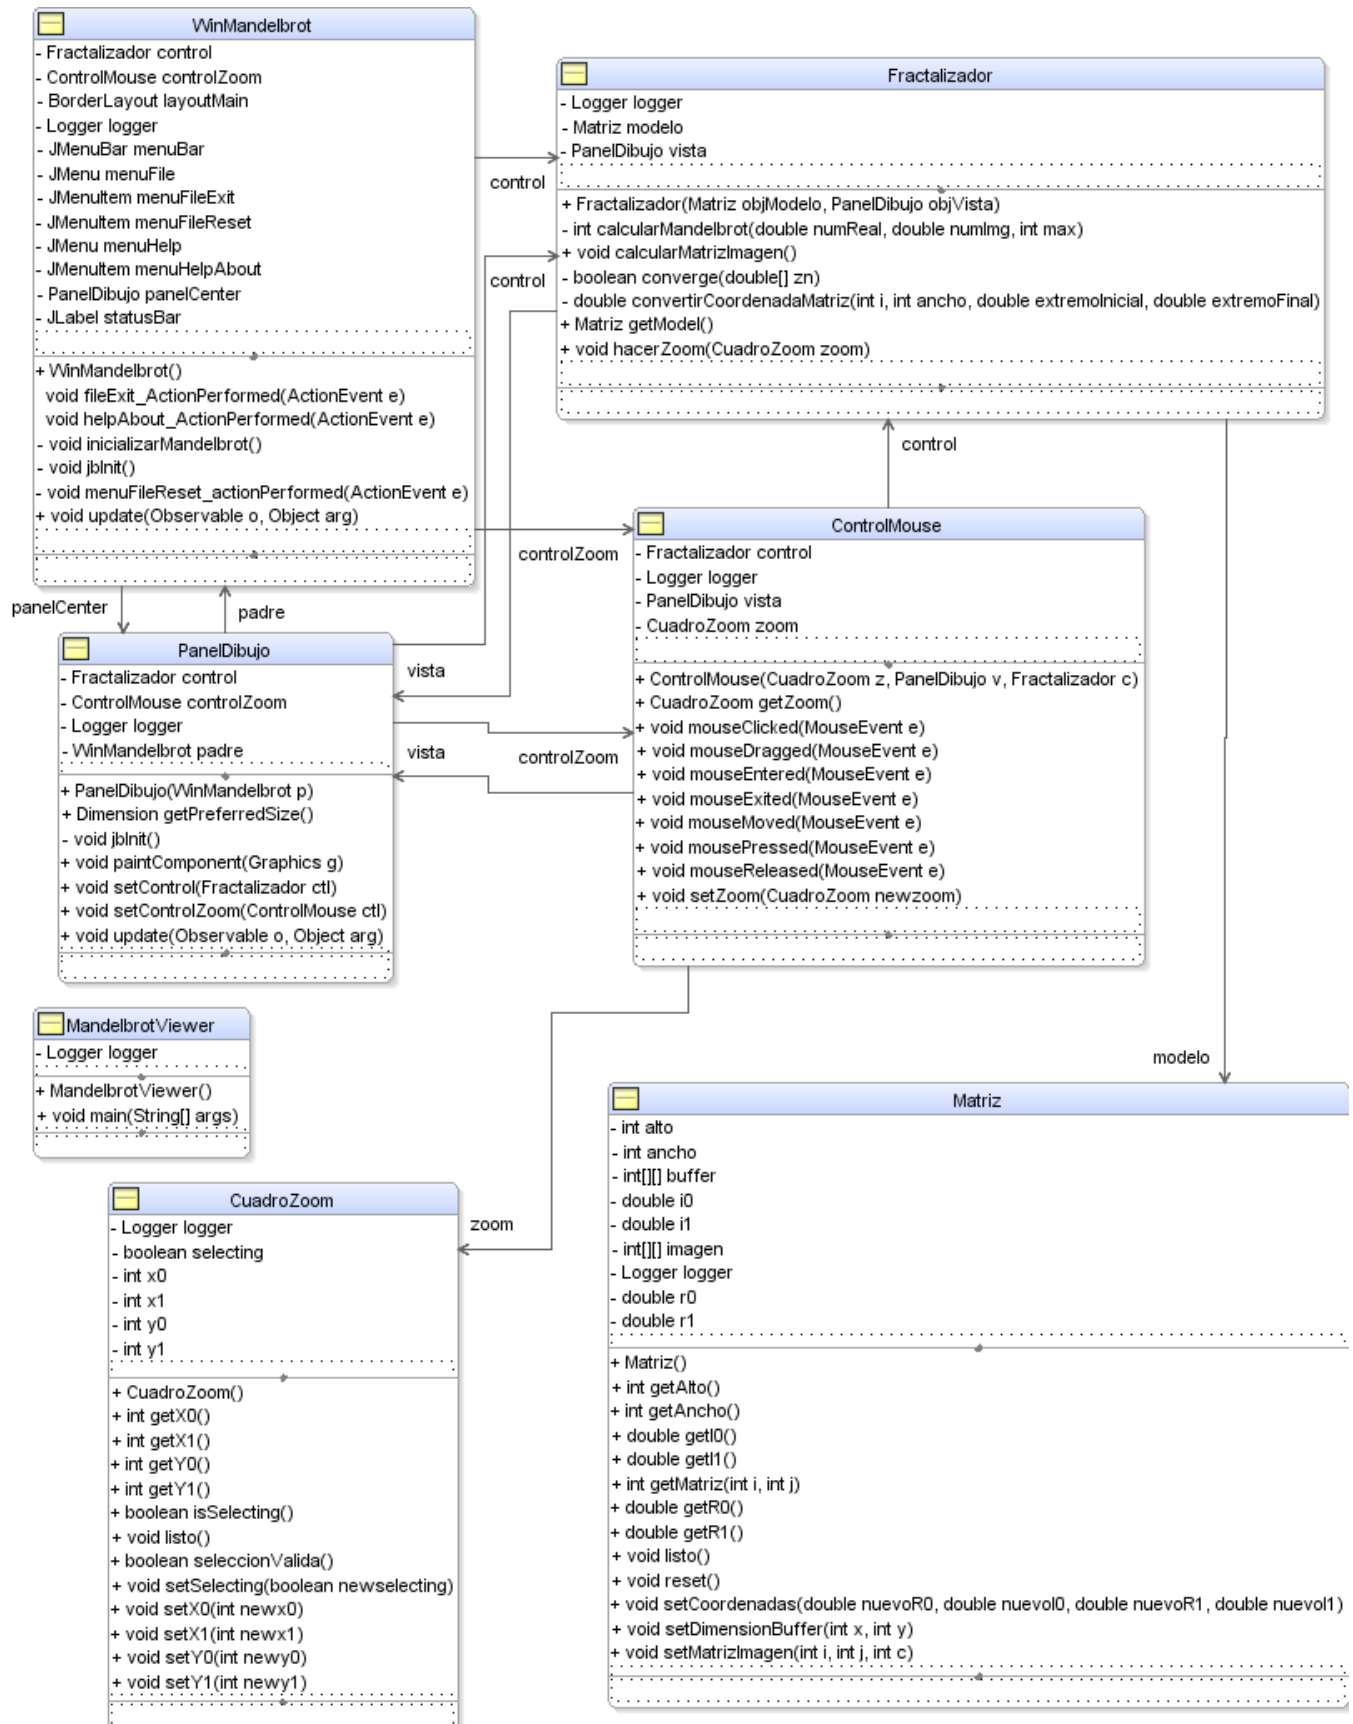 WinMandelbrot
- Fractalizador control
- ControlMouse controlZoom
- BorderLayout layoutMain
- Logger logger
- JMenuBar menuBar
- JMenu menuFile
- JMenuItem menuFileExit
- JMenuItem menuFileReset
- JMenu menuHelp
- JMenuItem menuHelpAbout
- PanelDibujo panelCenter
- JLabel statusBar
+ WinMandelbrot()
void fileExit_ActionPerformed(ActionEvent e)
void helpAbout_ActionPerformed(ActionEvent e)
- void inicializarMandelbrot()
- void jbInit()
- void menuFileReset_actionPerformed(ActionEvent e)
+ void update(Observable o, Object arg)
Fractalizador
- Logger logger
- Matriz modelo
- PanelDibujo vista
+ Fractalizador(Matriz objModelo, PanelDibujo objVista)
- int calcularMandelbrot(double numReal, double numImg, int max)
+ void calcularMatrizImagen()
- boolean converge(double[] zn)
- double convertirCoordenadaMatriz(int i, int ancho, double extremoInicial, double extremoFinal)
+ Matriz getModel()
+ void hacerZoom(CuadroZoom zoom)
control
control
control
controlZoom
panelCenter
padre
vista
vista
controlZoom
PanelDibujo
- Fractalizador control
- ControlMouse controlZoom
- Logger logger
- WinMandelbrot padre
+ PanelDibujo(WinMandelbrot p)
+ Dimension getPreferredSize()
- void jbInit()
+ void paintComponent(Graphics g)
+ void setControl(Fractalizador ctl)
+ void setControlZoom(ControlMouse ctl)
+ void update(Observable o, Object arg)
ControlMouse
- Fractalizador control
- Logger logger
- PanelDibujo vista
- CuadroZoom zoom
+ ControlMouse(CuadroZoom z, PanelDibujo v, Fractalizador c)
+ CuadroZoom getZoom()
+ void mouseClicked(MouseEvent e)
+ void mouseDragged(MouseEvent e)
+ void mouseEntered(MouseEvent e)
+ void mouseExited(MouseEvent e)
+ void mouseMoved(MouseEvent e)
+ void mousePressed(MouseEvent e)
+ void mouseReleased(MouseEvent e)
+ void setZoom(CuadroZoom newzoom)
MandelbrotViewer
- Logger logger
+ MandelbrotViewer()
+ void main(String[] args)
zoom
modelo
CuadroZoom
- Logger logger
- boolean selecting
- int x0
- int x1
- int y0
- int y1
+ CuadroZoom()
+ int getX0()
+ int getX1()
+ int getY0()
+ int getY1()
+ boolean isSelecting()
+ void listo()
+ boolean seleccionValida()
+ void setSelecting(boolean newselecting)
+ void setX0(int newx0)
+ void setX1(int newx1)
+ void setY0(int newy0)
+ void setY1(int newy1)
Matriz
- int alto
- int ancho
- int[][] buffer
- double i0
- double i1
- int[][] imagen
- Logger logger
- double r0
- double r1
+ Matriz()
+ int getAlto()
+ int getAncho()
+ double getI0()
+ double getI1()
+ int getMatriz(int i, int j)
+ double getR0()
+ double getR1()
+ void listo()
+ void reset()
+ void setCoordenadas(double nuevoR0, double nuevoI0, double nuevoR1, double nuevoI1)
+ void setDimensionBuffer(int x, int y)
+ void setMatrizImagen(int i, int j, int c)